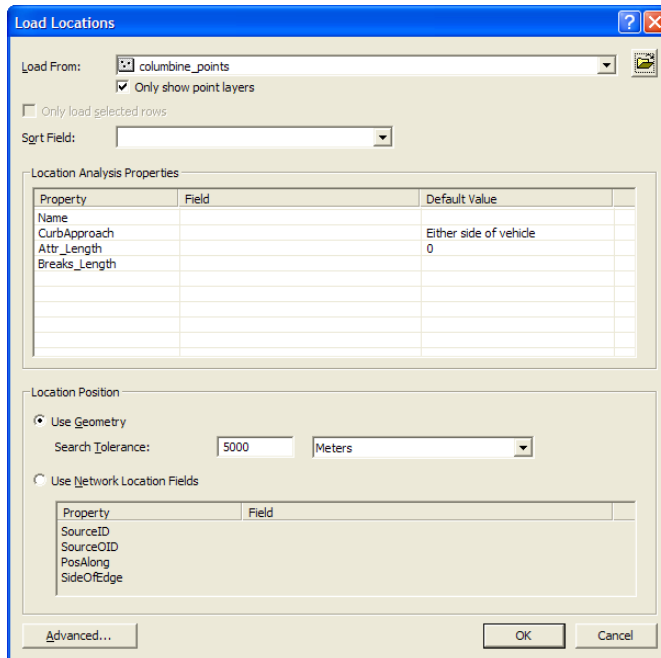 Load Locations
Load From: columbine_points
Only show point layers
Only load selected rows
Sort Field:
Location Analysis Properties
Property Field Default Value
Name
CurbApproach Either side of vehicle
Attr_Length 0
Breaks_Length
Location Position
Use Geometry
Search Tolerance: 5000 Meters
Use Network Location Fields
Property Field
SourceID
SourceOID
PosAlong
SideOfEdge
Advanced... OK Cancel